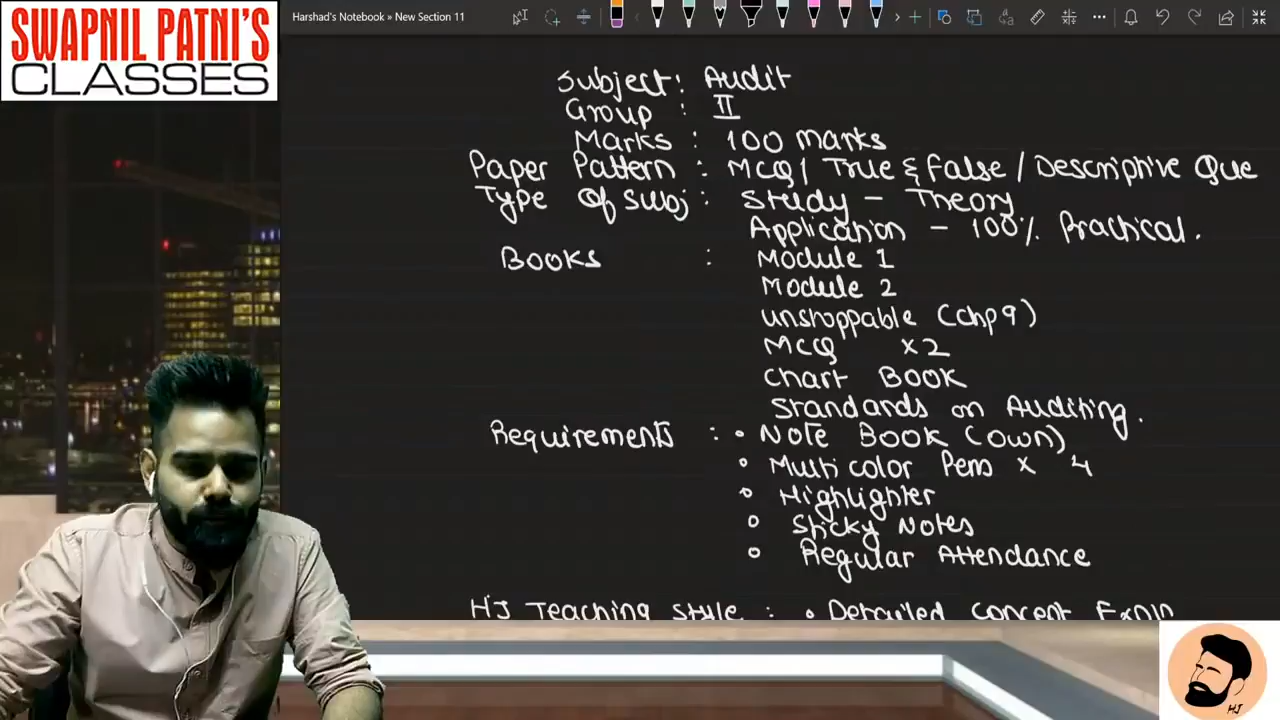 SWAPNIL PATNI'S
CLASSES
Harshad's Notebook » New Section 11
Subject : Audit
Group : II
Marks : 100 Marks
Paper Pattern : MCQ / True & False / Descriptive Que
Type Of Subj : Study - Theory
Application - 100% Practical.
Books : Module 1
Module 2
unstoppable (chp 9)
MCQ x2
Chart Book
Standards on Auditing.
Requirements : • Note Book (own)
• Multicolor Pens x 4
• Highlighter
• Sticky Notes
• Regular Attendance
HJ Teaching Style : • Detailed Concept
HJ